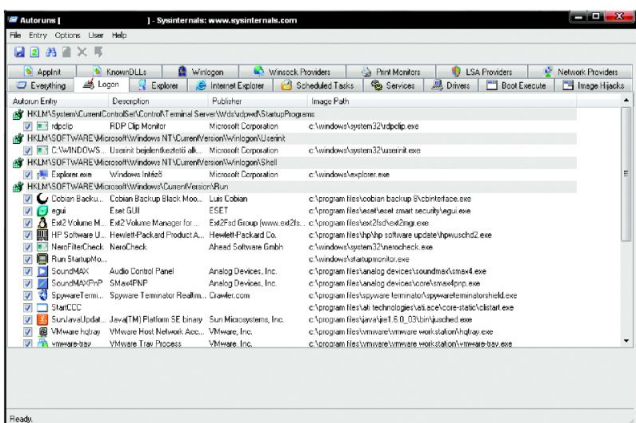 Autoruns [ ] - Sysinternals: www.sysinternals.com
File Entry Options User Help
AppInit KnownDLLs Winlogon Winsock Providers Print Monitors LSA Providers Network Providers
Everything Logon Explorer Internet Explorer Scheduled Tasks Services Drivers Boot Execute Image Hijacks
Autorun Entry Description Publisher Image Path
HKLM\System\CurrentControlSet\Control\Terminal Server\Wds\rdpwd\StartupPrograms
rdpclip RDP Clip Monitor Microsoft Corporation c:\windows\system32\rdpclip.exe
HKLM\SOFTWARE\Microsoft\Windows NT\CurrentVersion\Winlogon\Userinit
C:\WINDOWS... Userinit bejelentkeztető alk... Microsoft Corporation c:\windows\system32\userinit.exe
HKLM\SOFTWARE\Microsoft\Windows NT\CurrentVersion\Winlogon\Shell
Explorer.exe Windows Intéző Microsoft Corporation c:\windows\explorer.exe
HKLM\SOFTWARE\Microsoft\Windows\CurrentVersion\Run
Cobian Backu... Cobian Backup Black Moo... Luis Cobian c:\program files\cobian backup 8\cbinterface.exe
egui Eset GUI ESET c:\program files\eset\eset smart security\egui.exe
Ext2 Volume M... Ext2 Volume Manager for ... Ext2Fsd Group (www.ext2fs... c:\program files\ext2fsd\ext2mgr.exe
HP Software U... Hewlett-Packard Product A... Hewlett-Packard Co. c:\program files\hp\hp software update\hpwuschd2.exe
NeroFilterCheck NeroCheck Ahead Software Gmbh c:\windows\system32\nerocheck.exe
Run StartupMo... c:\windows\startupmonitor.exe
SoundMAX Audio Control Panel Analog Devices, Inc. c:\program files\analog devices\soundmax\smax4.exe
SoundMAXPnP SMax4PNP Analog Devices, Inc. c:\program files\analog devices\core\smax4pnp.exe
SpywareTermi... Spyware Terminator Realtim... Crawler.com c:\program files\spyware terminator\spywareterminatorshield.exe
StartCCC c:\program files\ati technologies\ati.ace\core-static\clistart.exe
SunJavaUpdat... Java(TM) Platform SE binary Sun Microsystems, Inc. c:\program files\java\jre1.6.0_03\bin\jusched.exe
VMware hqtray VMware Host Network Acc... VMware, Inc. c:\program files\vmware\vmware workstation\hqtray.exe
vmware-tray VMware Tray Process VMware, Inc. c:\program files\vmware\vmware workstation\vmware-tray.exe
Ready.